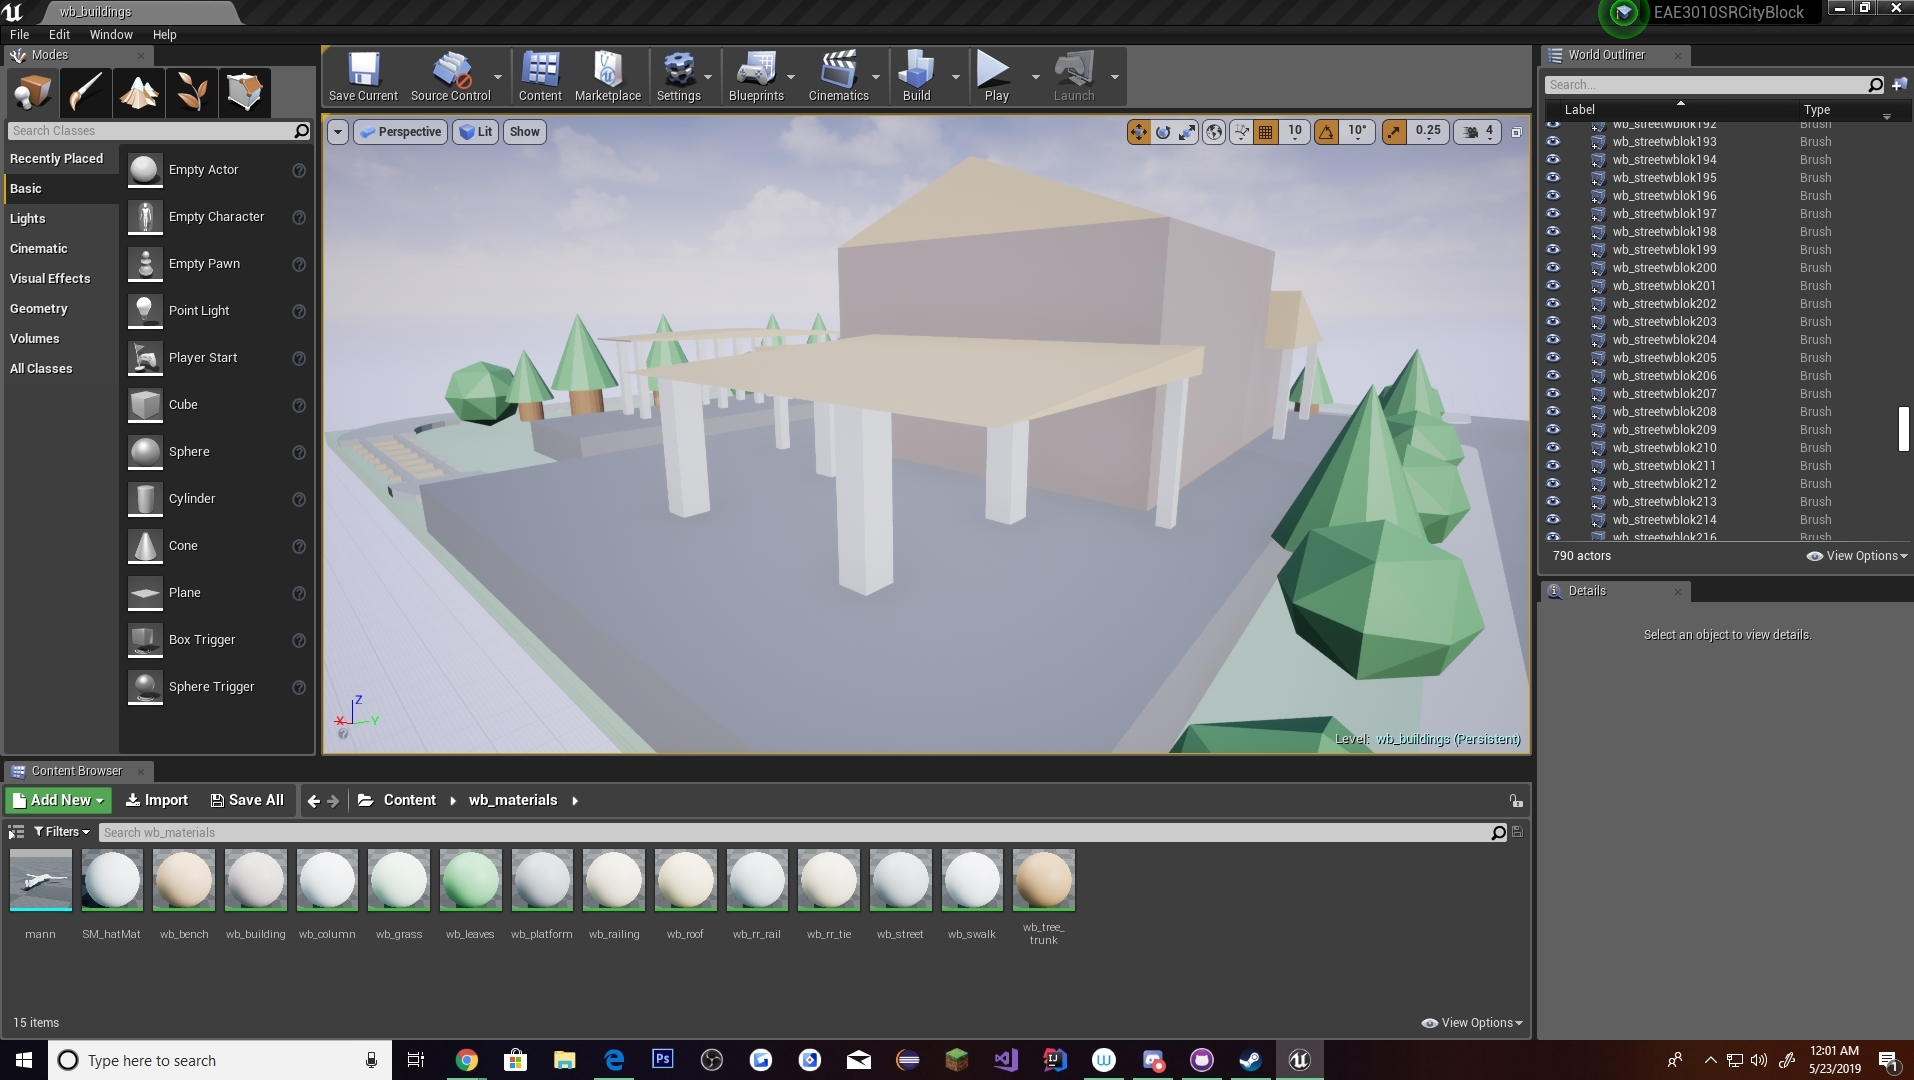 wb_buildings
EAE3010SRCityBlock
File Edit Window Help
Modes
Search Classes
Recently Placed
Basic
Lights
Cinematic
Visual Effects
Geometry
Volumes
All Classes
Empty Actor
Empty Character
Empty Pawn
Point Light
Player Start
Cube
Sphere
Cylinder
Cone
Plane
Box Trigger
Sphere Trigger
Save Current
Source Control
Content
Marketplace
Settings
Blueprints
Cinematics
Build
Play
Launch
Perspective Lit Show
10 10° 0.25 4
Z
X Y
Level: wb_buildings (Persistent)
World Outliner
Search...
Label Type
wb_streetwblok192 Brush
wb_streetwblok193 Brush
wb_streetwblok194 Brush
wb_streetwblok195 Brush
wb_streetwblok196 Brush
wb_streetwblok197 Brush
wb_streetwblok198 Brush
wb_streetwblok199 Brush
wb_streetwblok200 Brush
wb_streetwblok201 Brush
wb_streetwblok202 Brush
wb_streetwblok203 Brush
wb_streetwblok204 Brush
wb_streetwblok205 Brush
wb_streetwblok206 Brush
wb_streetwblok207 Brush
wb_streetwblok208 Brush
wb_streetwblok209 Brush
wb_streetwblok210 Brush
wb_streetwblok211 Brush
wb_streetwblok212 Brush
wb_streetwblok213 Brush
wb_streetwblok214 Brush
wb_streetwblok216 Brush
790 actors View Options
Details
Select an object to view details.
Content Browser
Add New Import Save All Content wb_materials
Filters Search wb_materials
mann
SM_hatMat
wb_bench
wb_building
wb_column
wb_grass
wb_leaves
wb_platform
wb_railing
wb_roof
wb_rr_rail
wb_rr_tie
wb_street
wb_swalk
wb_tree_
trunk
15 items View Options
Type here to search
Ps
IJ
W
12:01 AM
5/23/2019
1